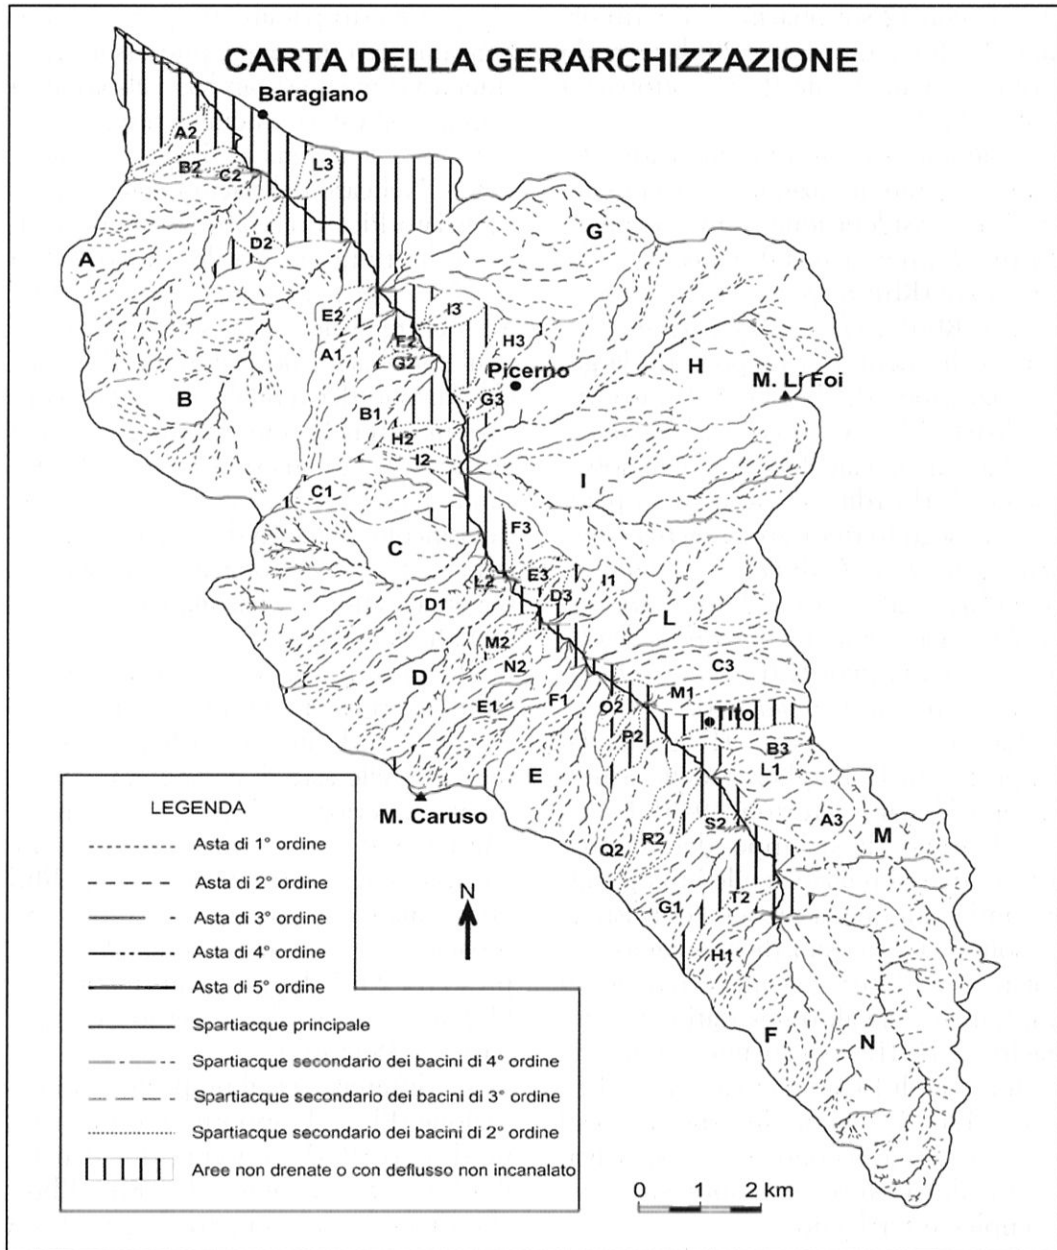 CARTA DELLA GERARCHIZZAZIONE
Baragiano
A2
B2
C2
L3
G
A
D2
E2
I3
F2
H3
A1
G2
H
Picerno
M. Li Foi
B
B1
G3
H2
I2
I
C1
F3
C
L2
E3
I1
D1
D3
L
M2
N2
C3
D
E1
F1
M1
O2
Tito
P2
B3
E
L1
M. Caruso
S2
A3
M
R2
Q2
T2
G1
H1
F
N
LEGENDA
Asta di 1° ordine
Asta di 2° ordine
Asta di 3° ordine
Asta di 4° ordine
Asta di 5° ordine
Spartiacque principale
Spartiacque secondario dei bacini di 4° ordine
Spartiacque secondario dei bacini di 3° ordine
Spartiacque secondario dei bacini di 2° ordine
Aree non drenate o con deflusso non incanalato
N
0 1 2 km